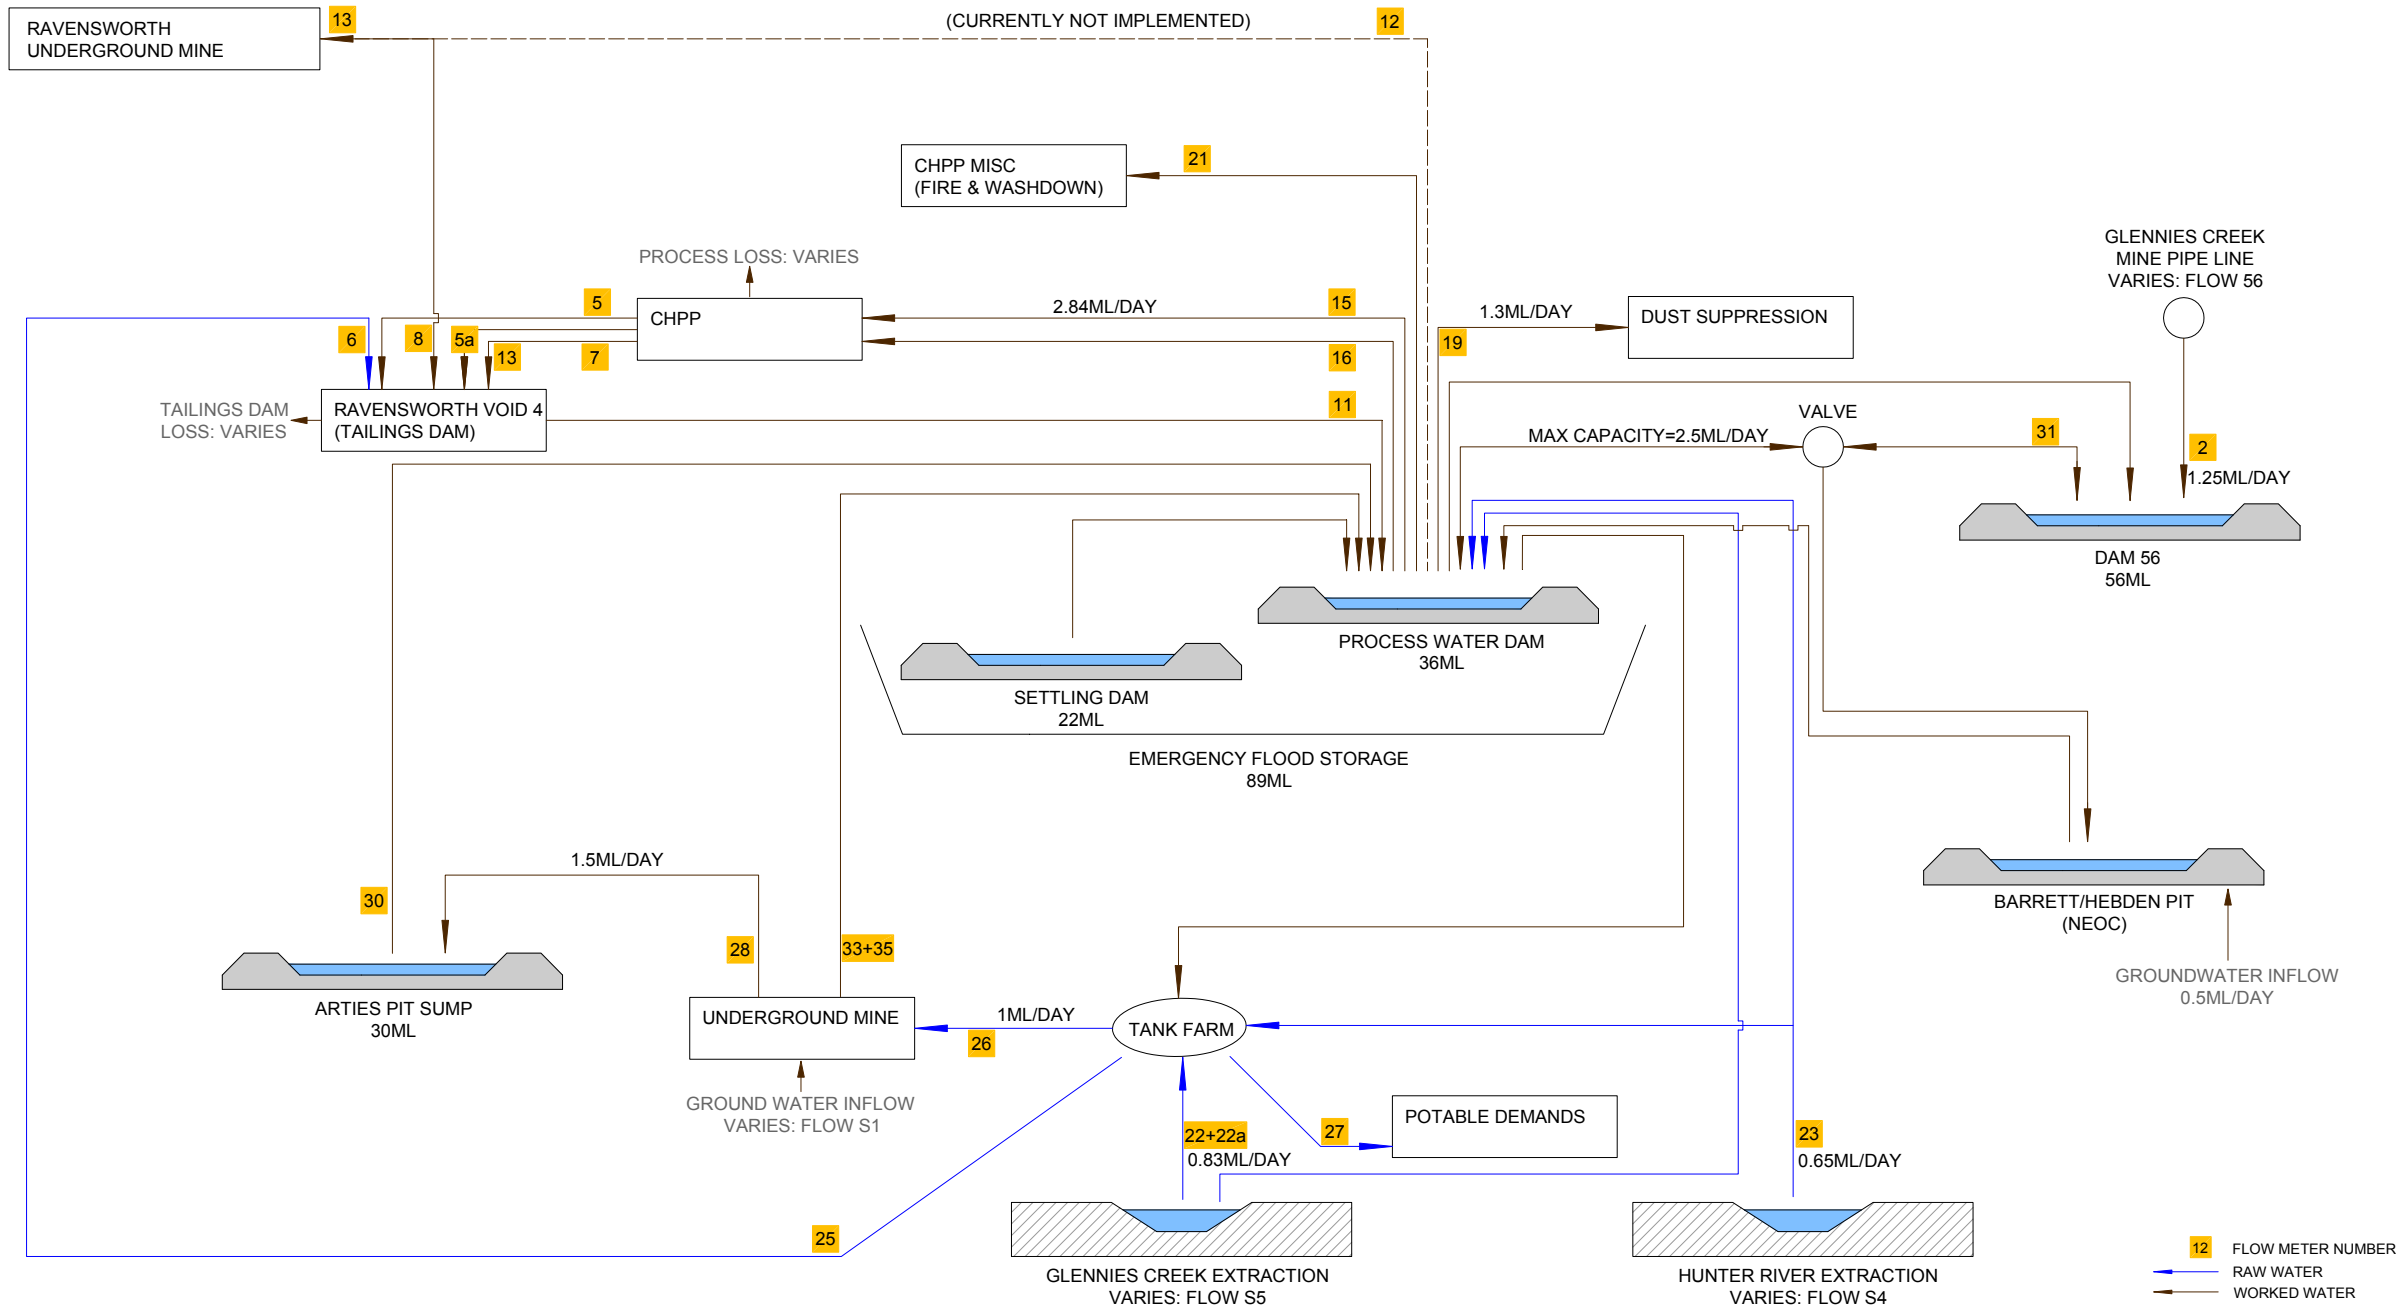 13
(CURRENTLY NOT IMPLEMENTED)
12
RAVENSWORTH
UNDERGROUND MINE
21
CHPP MISC
(FIRE & WASHDOWN)
GLENNIES CREEK
MINE PIPE LINE
VARIES: FLOW 56
PROCESS LOSS: VARIES
5
CHPP
2.84ML/DAY
15
1.3ML/DAY
DUST SUPPRESSION
6
8
5a
13
7
16
19
TAILINGS DAM
LOSS: VARIES
RAVENSWORTH VOID 4
(TAILINGS DAM)
11
VALVE
MAX CAPACITY=2.5ML/DAY
31
2
1.25ML/DAY
DAM 56
56ML
PROCESS WATER DAM
36ML
SETTLING DAM
22ML
EMERGENCY FLOOD STORAGE
89ML
1.5ML/DAY
30
28
33+35
BARRETT/HEBDEN PIT
(NEOC)
GROUNDWATER INFLOW
0.5ML/DAY
ARTIES PIT SUMP
30ML
UNDERGROUND MINE
1ML/DAY
26
TANK FARM
GROUND WATER INFLOW
VARIES: FLOW S1
POTABLE DEMANDS
22+22a
0.83ML/DAY
27
23
0.65ML/DAY
25
GLENNIES CREEK EXTRACTION
VARIES: FLOW S5
HUNTER RIVER EXTRACTION
VARIES: FLOW S4
12 FLOW METER NUMBER
RAW WATER
WORKED WATER